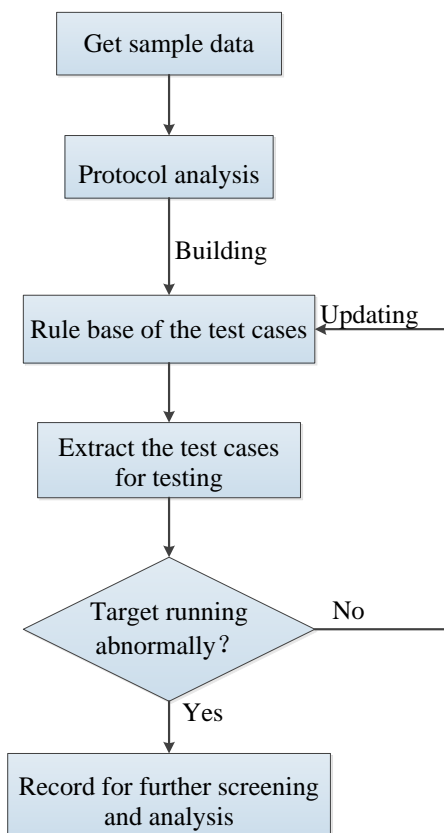 Get sample data
Protocol analysis
Building
Rule base of the test cases
Updating
Extract the test cases
for testing
Target running
abnormally？
No
Yes
Record for further screening
and analysis